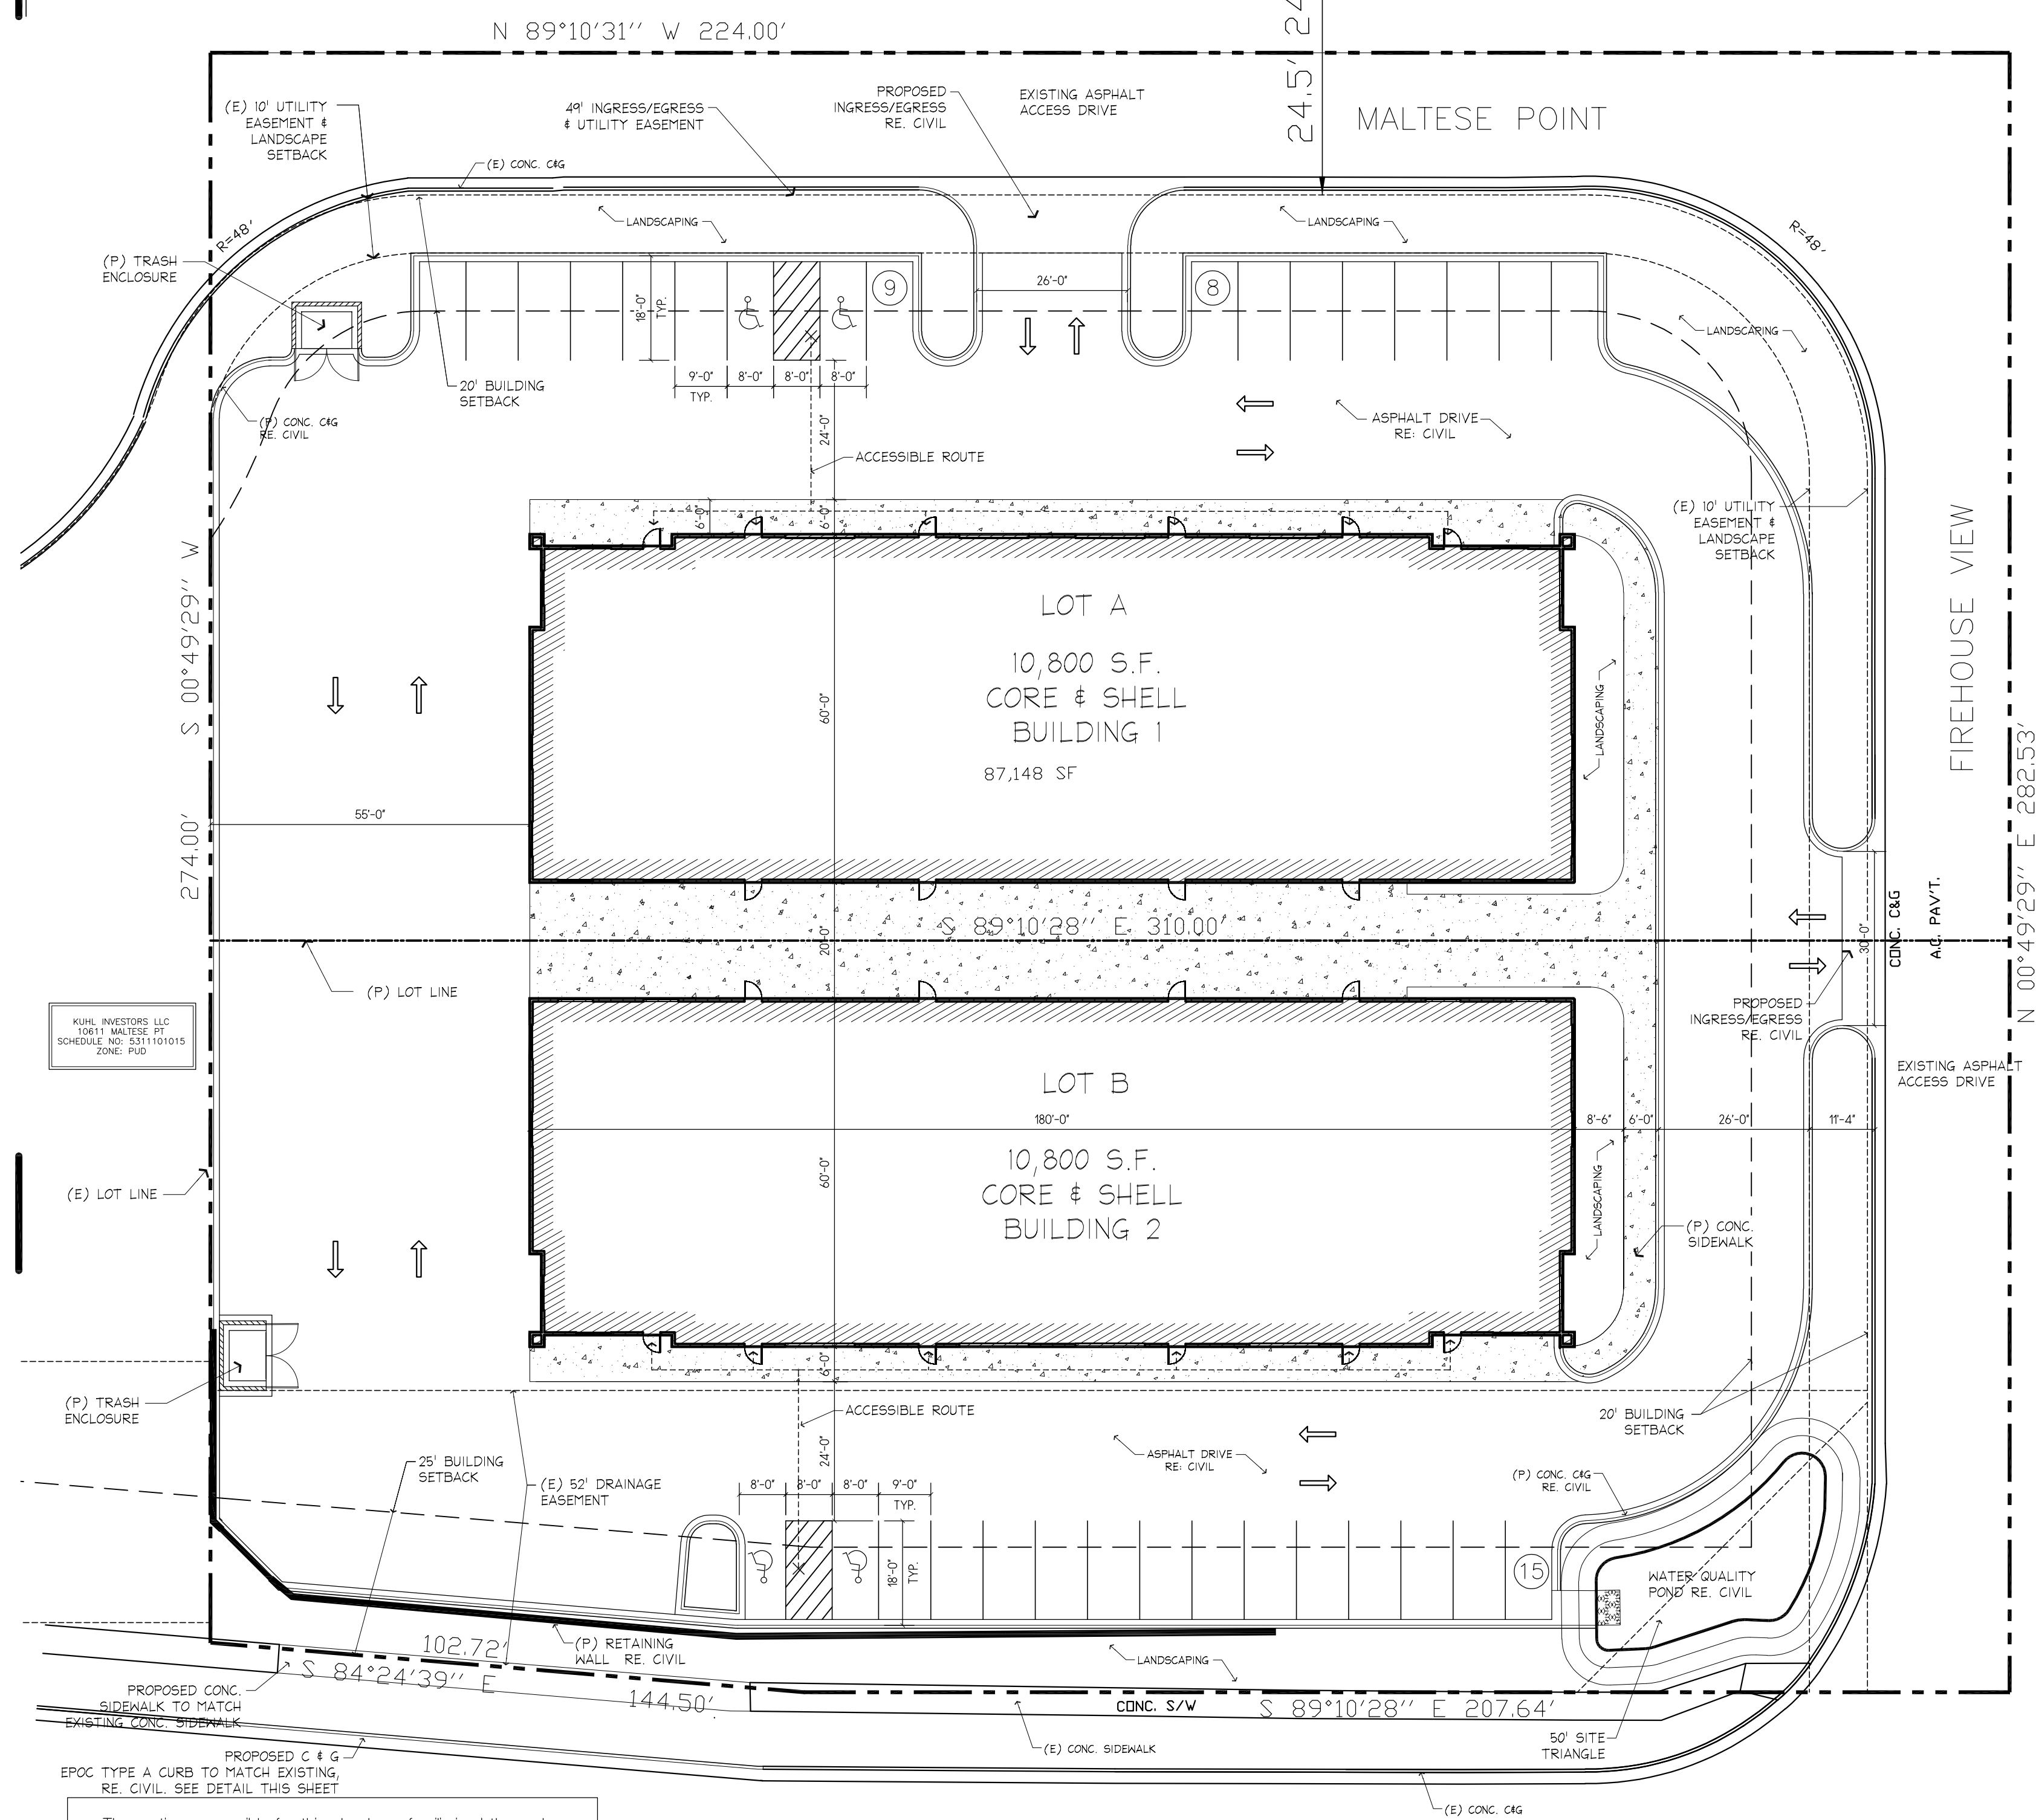 N 89°10'31'' W 224.00'
24.5'
MALTESE POINT
(E) 10' UTILITY
EASEMENT &
LANDSCAPE
SETBACK
49' INGRESS/EGRESS
& UTILITY EASEMENT
PROPOSED
INGRESS/EGRESS
RE. CIVIL
EXISTING ASPHALT
ACCESS DRIVE
(E) CONC. C&G
R=48'
R=48'
LANDSCAPING
LANDSCAPING
(P) TRASH
ENCLOSURE
18'-0"
TYP.
9
26'-0"
8
LANDSCAPING
20' BUILDING
SETBACK
9'-0"
TYP.
8'-0"
8'-0"
8'-0"
(P) CONC. C&G
RE. CIVIL
24'-0"
ASPHALT DRIVE
RE: CIVIL
ACCESSIBLE ROUTE
(E) 10' UTILITY
EASEMENT &
LANDSCAPE
SETBACK
6'-0"
6'-0"
FIREHOUSE VIEW
S 00°49'29'' W
274.00'
LOT A
10,800 S.F.
CORE & SHELL
BUILDING 1
87,148 SF
60'-0"
LANDSCAPING
55'-0"
N 00°49'29'' E 282.53'
S 89°10'28'' E 310.00'
20'-0"
30'-0"
CONC. C&G
A.C. PAV'T.
(P) LOT LINE
PROPOSED
INGRESS/EGRESS
RE. CIVIL
KUHL INVESTORS LLC
10611 MALTESE PT
SCHEDULE NO: 5311101015
ZONE: PUD
EXISTING ASPHALT
ACCESS DRIVE
LOT B
180'-0"
8'-6"
6'-0"
26'-0"
11'-4"
10,800 S.F.
CORE & SHELL
BUILDING 2
60'-0"
LANDSCAPING
(E) LOT LINE
(P) CONC.
SIDEWALK
6'-0"
(P) TRASH
ENCLOSURE
ACCESSIBLE ROUTE
20' BUILDING
SETBACK
25' BUILDING
SETBACK
(E) 52' DRAINAGE
EASEMENT
24'-0"
ASPHALT DRIVE
RE: CIVIL
(P) CONC. C&G
RE. CIVIL
8'-0"
8'-0"
8'-0"
9'-0"
TYP.
18'-0"
TYP.
15
WATER QUALITY
POND RE. CIVIL
102.72'
(P) RETAINING
WALL RE. CIVIL
LANDSCAPING
S 84°24'39'' E
144.50'
CONC. S/W
S 89°10'28'' E 207.64'
PROPOSED CONC.
SIDEWALK TO MATCH
EXISTING CONC. SIDEWALK
(E) CONC. SIDEWALK
50' SITE
TRIANGLE
PROPOSED C & G
EPOC TYPE A CURB TO MATCH EXISTING,
RE. CIVIL. SEE DETAIL THIS SHEET
(E) CONC. C&G